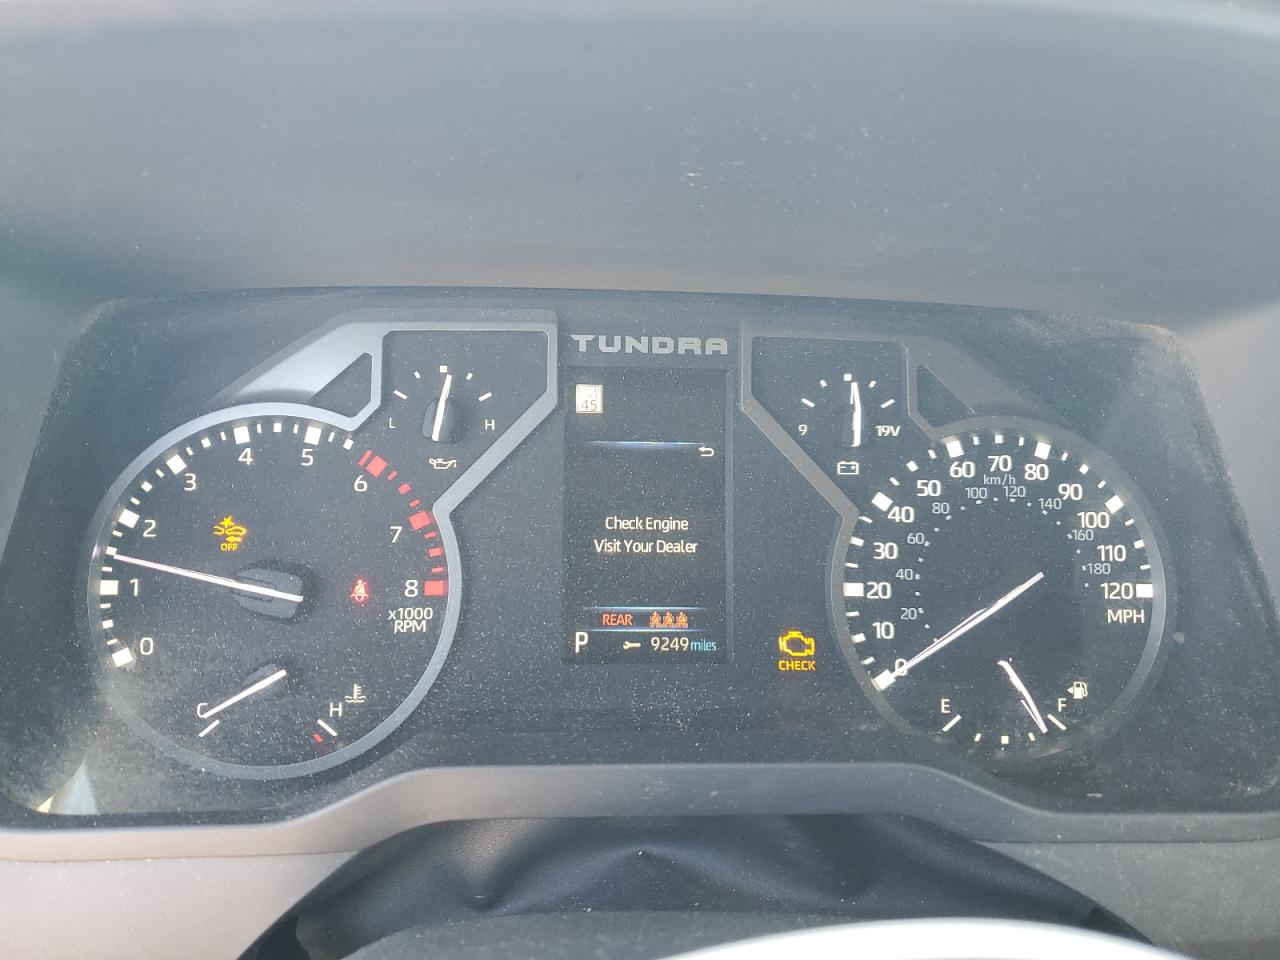 TUNDRA
45
L H
9 19V
0 1 2 3 4 5 6 7 8
x1000
RPM
OFF
C H
Check Engine
Visit Your Dealer
REAR
P 9249 miles
CHECK
0 10 20 30 40 50 60 70 80 90 100 110 120
MPH
km/h
20 40 60 80 100 120 140 160 180
E F